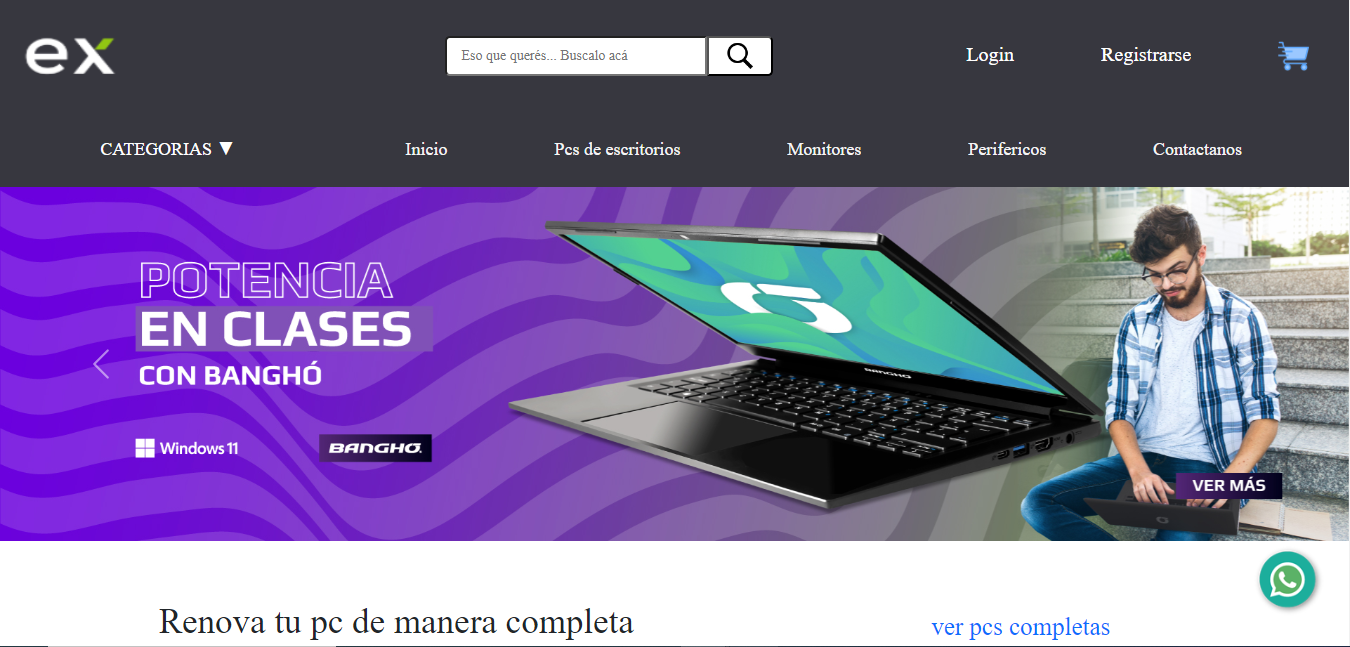 ex
Eso que querés... Buscalo acá
Login
Registrarse
CATEGORIAS ▼
Inicio
Pcs de escritorios
Monitores
Perifericos
Contactanos
POTENCIA
EN CLASES
CON BANGHÓ
Windows 11
BANGHO.
BANGHO
VER MÁS
Renova tu pc de manera completa
ver pcs completas